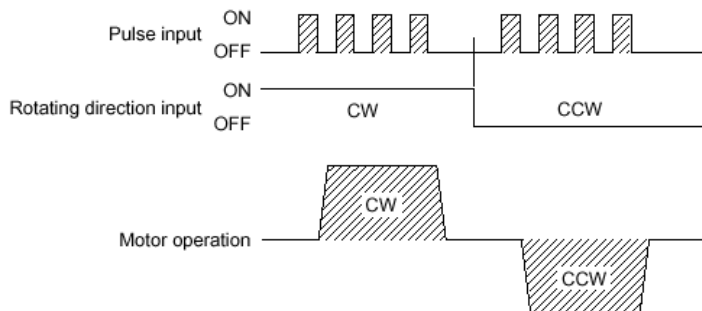 ON
Pulse input
OFF
ON
Rotating direction input
CW
CCW
OFF
CW
Motor operation
CCW